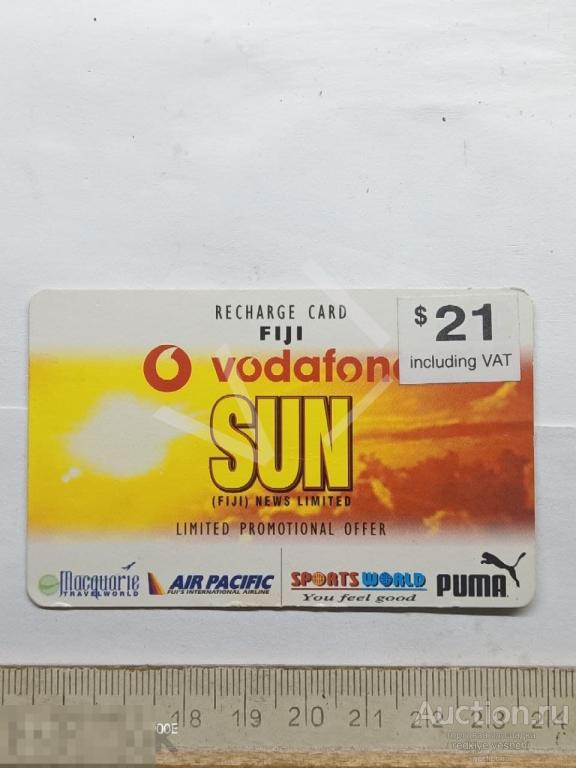 RECHARGE CARD
FIJI
$ 21
including VAT
vodafone
SUN
(FIJI) NEWS LIMITED
LIMITED PROMOTIONAL OFFER
Macquarie
TRAVELWORLD
AIR PACIFIC
FIJI'S INTERNATIONAL AIRLINE
SPORTS WORLD
You feel good
PUMA
18 19 20 21 22 23 24
Auction.ru